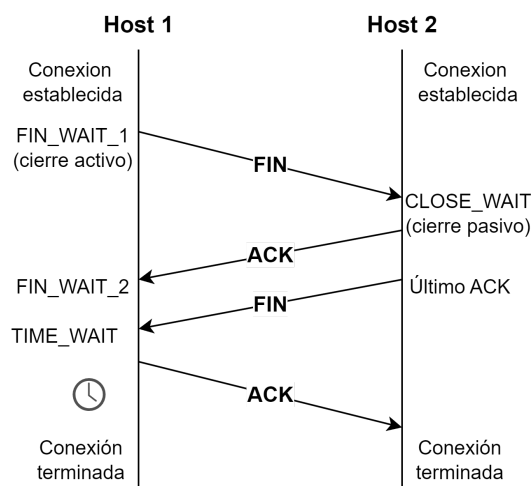 Host 1
Host 2
Conexion
establecida
Conexion
establecida
FIN_WAIT_1
(cierre activo)
FIN
CLOSE_WAIT
(cierre pasivo)
ACK
FIN_WAIT_2
Último ACK
FIN
TIME_WAIT
ACK
Conexión
terminada
Conexión
terminada